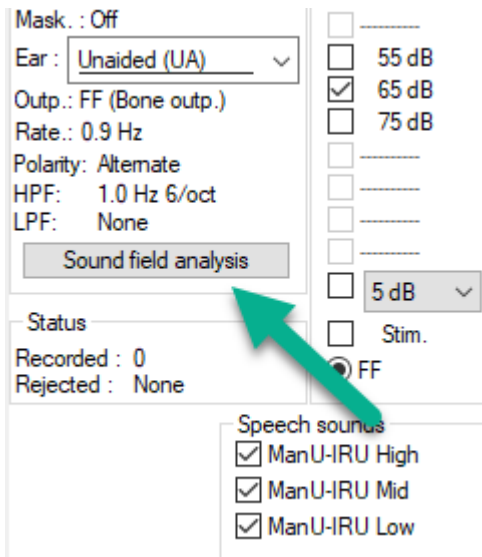 Mask. : Off
Ear : Unaided (UA)
Outp.: FF (Bone outp.)
Rate.: 0.9 Hz
Polarity: Alternate
HPF: 1.0 Hz 6/oct
LPF: None
Sound field analysis
Status
Recorded : 0
Rejected : None
----------
55 dB
65 dB
75 dB
----------
----------
----------
----------
5 dB
Stim.
FF
Speech sounds
ManU-IRU High
ManU-IRU Mid
ManU-IRU Low